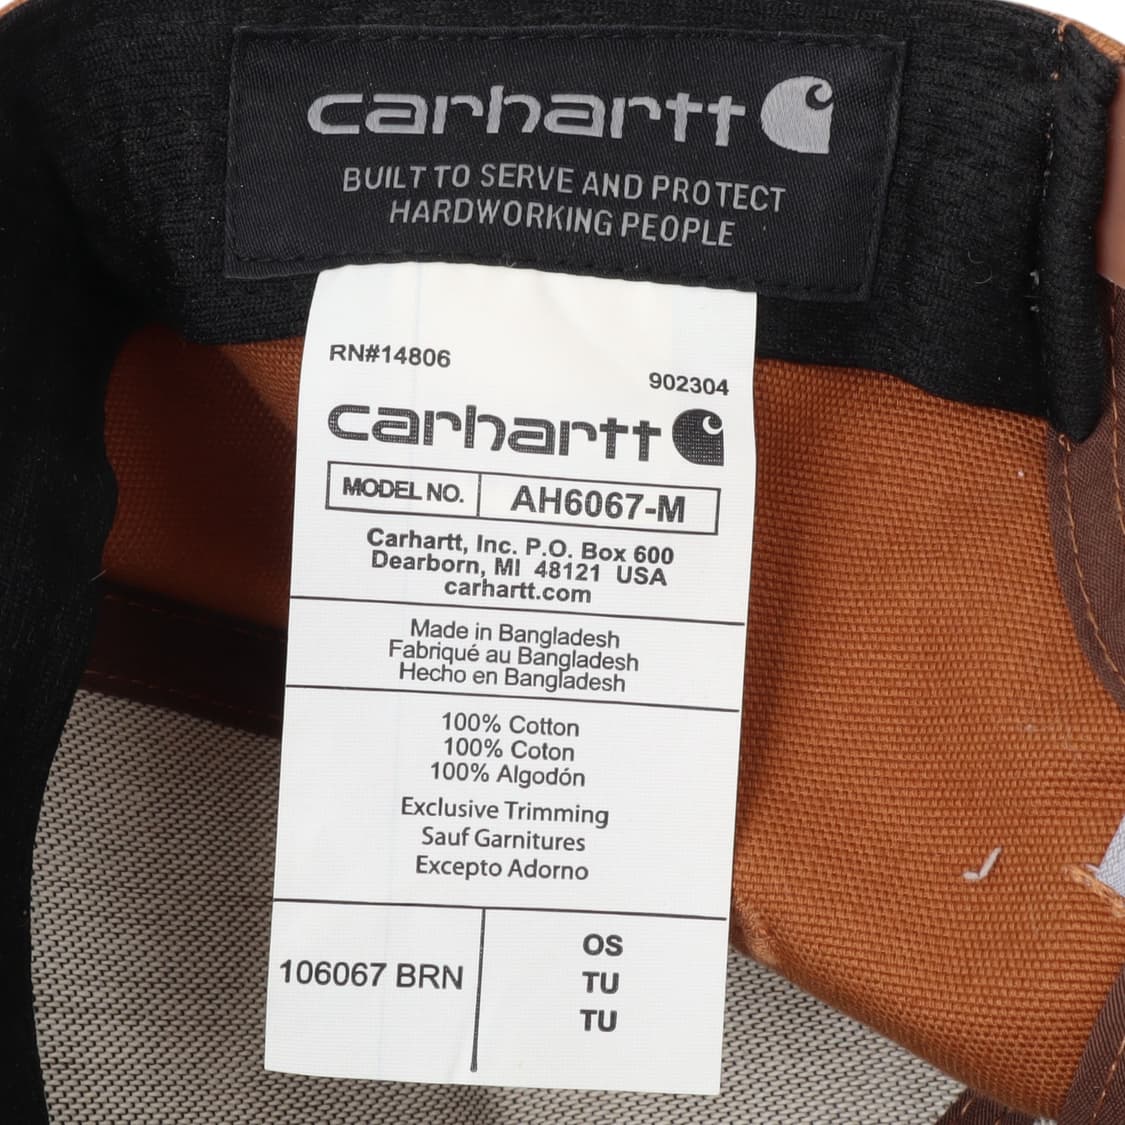 carhartt
BUILT TO SERVE AND PROTECT
HARDWORKING PEOPLE
RN#14806
902304
carhartt
MODEL NO. AH6067-M
Carhartt, Inc. P.O. Box 600
Dearborn, MI 48121 USA
carhartt.com
Made in Bangladesh
Fabriqué au Bangladesh
Hecho en Bangladesh
100% Cotton
100% Coton
100% Algodón
Exclusive Trimming
Sauf Garnitures
Excepto Adorno
106067 BRN
OS
TU
TU